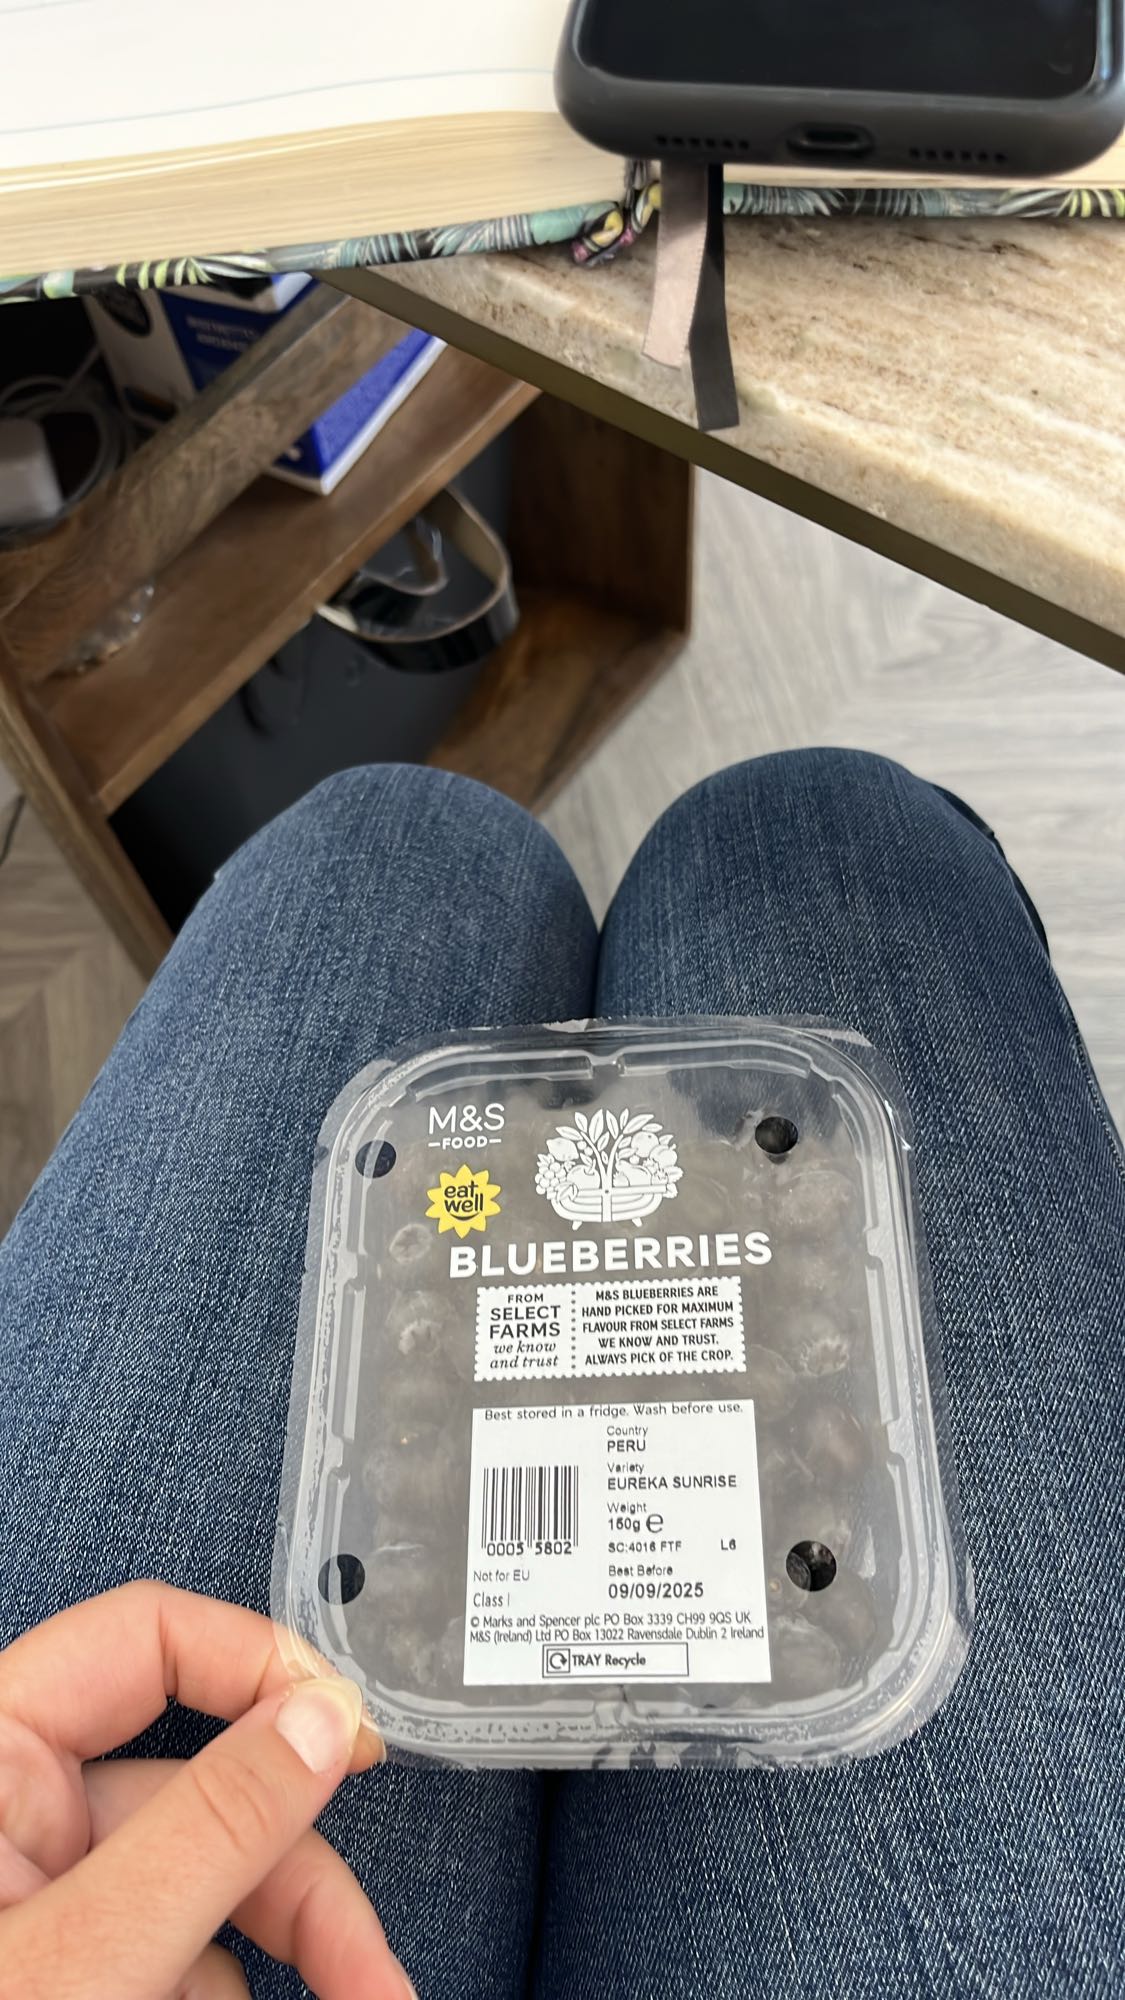 M&S
FOOD
eat
well
BLUEBERRIES
FROM
SELECT
FARMS
we know
and trust
M&S BLUEBERRIES ARE
HAND PICKED FOR MAXIMUM
FLAVOUR FROM SELECT FARMS
WE KNOW AND TRUST.
ALWAYS PICK OF THE CROP.
Best stored in a fridge. Wash before use.
Country
PERU
Variety
EUREKA SUNRISE
Weight
150g e
SC:4016 FTF L6
0005 5802
Not for EU
Class I
Best Before
09/09/2025
© Marks and Spencer plc PO Box 3339 CH99 9QS UK
M&S (Ireland) Ltd PO Box 13022 Ravensdale Dublin 2 Ireland
TRAY Recycle